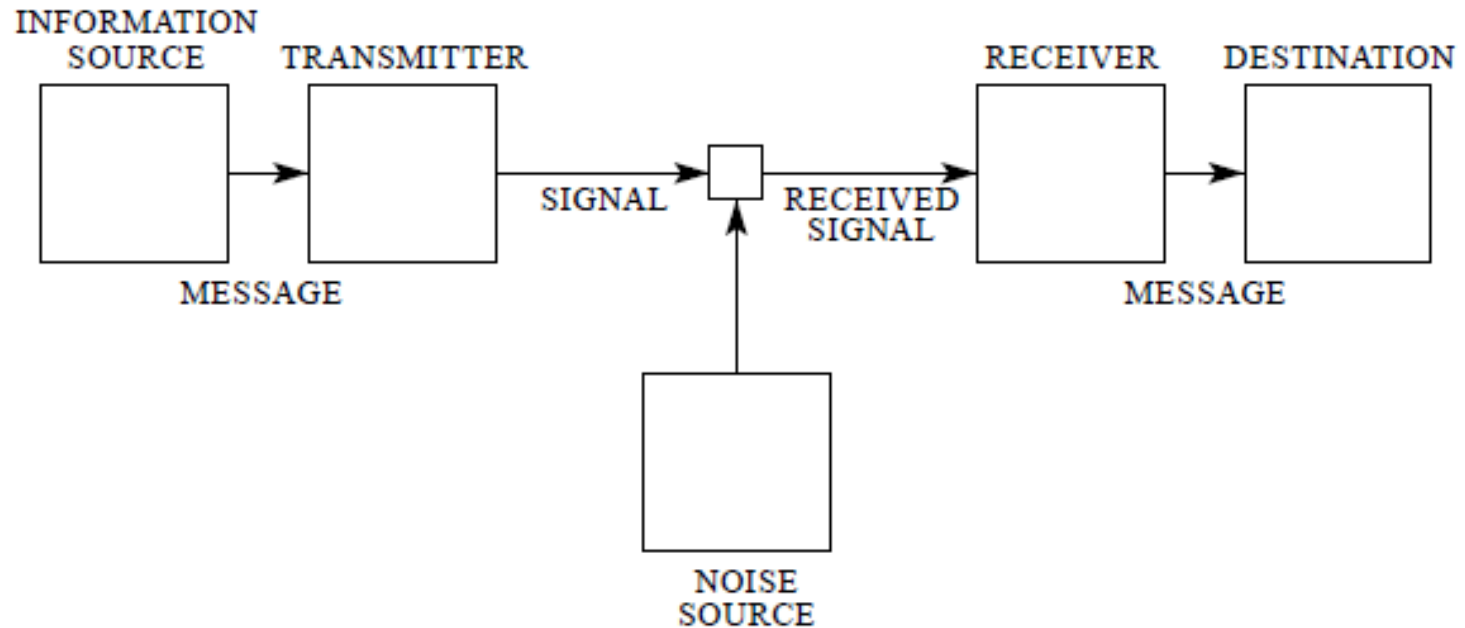 INFORMATION
SOURCE
TRANSMITTER
RECEIVER
DESTINATION
SIGNAL
RECEIVED
SIGNAL
MESSAGE
MESSAGE
NOISE
SOURCE